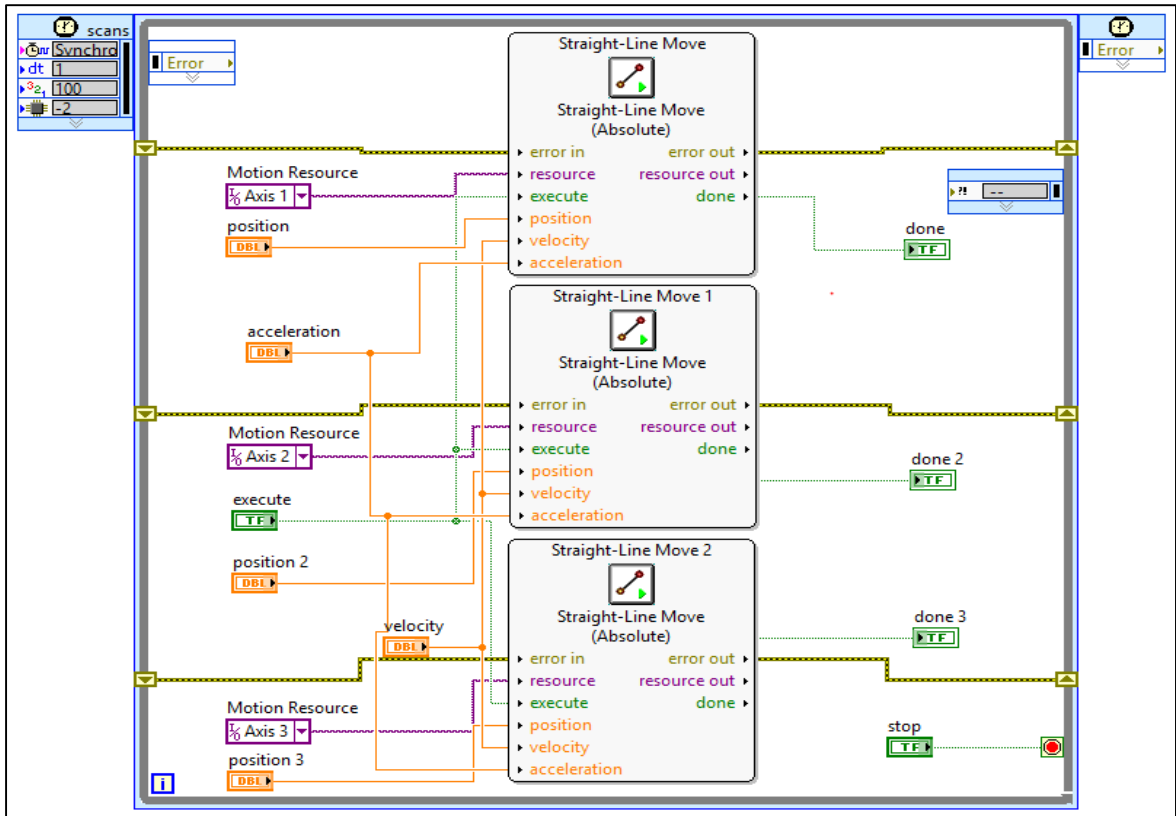 scans
Error
Error
Synchro
dt 1
321 100
-2
Straight-Line Move
Straight-Line Move
(Absolute)
error in error out
resource resource out
execute done
position
velocity
acceleration
Motion Resource
I/O Axis 1
position
DBL
?! --
done
TF
acceleration
DBL
Straight-Line Move 1
Straight-Line Move
(Absolute)
error in error out
resource resource out
execute done
position
velocity
acceleration
Motion Resource
I/O Axis 2
done 2
TF
execute
TF
position 2
DBL
velocity
DBL
Straight-Line Move 2
Straight-Line Move
(Absolute)
error in error out
resource resource out
execute done
position
velocity
acceleration
done 3
TF
Motion Resource
I/O Axis 3
position 3
DBL
stop
TF
i